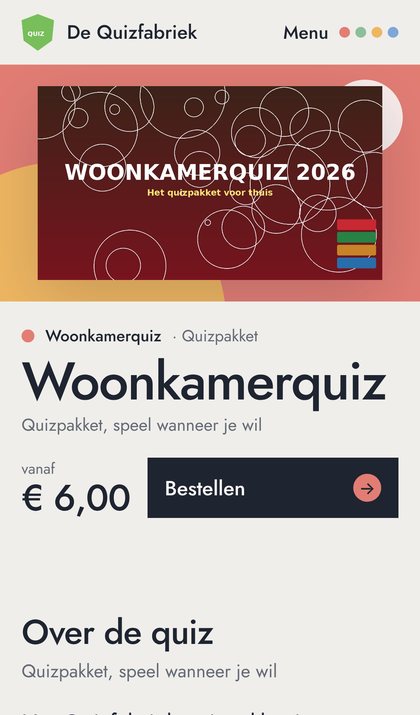 QUIZ
De Quizfabriek
Menu
WOONKAMERQUIZ 2026
Het quizpakket voor thuis
Woonkamerquiz · Quizpakket
Woonkamerquiz
Quizpakket, speel wanneer je wil
vanaf
€ 6,00
Bestellen
Over de quiz
Quizpakket, speel wanneer je wil